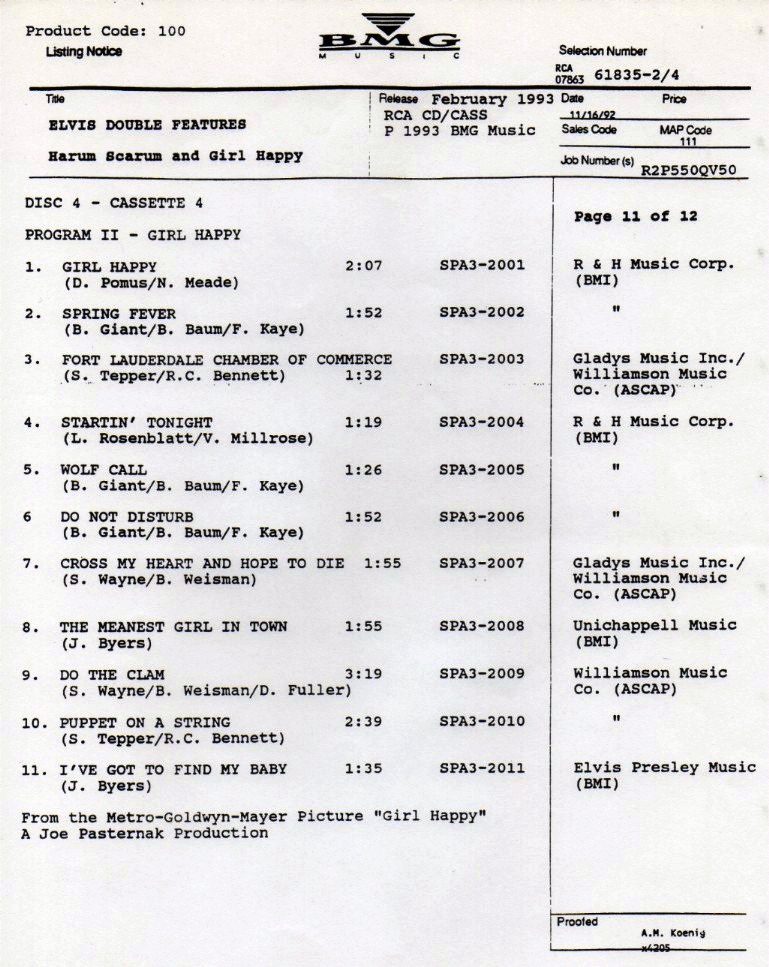 Product Code: 100
Listing Notice
BMG
MUSIC
Selection Number
RCA
07863 61835-2/4
Title
ELVIS DOUBLE FEATURES
Harum Scarum and Girl Happy
Release February 1993
RCA CD/CASS
P 1993 BMG Music
Date Price
11/16/92
Sales Code MAP Code
111
Job Number(s) R2P550QV50
DISC 4 - CASSETTE 4
Page 11 of 12
PROGRAM II - GIRL HAPPY
1. GIRL HAPPY 2:07 SPA3-2001 R & H Music Corp.
(D. Pomus/N. Meade) (BMI)
2. SPRING FEVER 1:52 SPA3-2002 "
(B. Giant/B. Baum/F. Kaye)
3. FORT LAUDERDALE CHAMBER OF COMMERCE SPA3-2003 Gladys Music Inc./
(S. Tepper/R.C. Bennett) 1:32 Williamson Music
Co. (ASCAP)
4. STARTIN' TONIGHT 1:19 SPA3-2004 R & H Music Corp.
(L. Rosenblatt/V. Millrose) (BMI)
5. WOLF CALL 1:26 SPA3-2005 "
(B. Giant/B. Baum/F. Kaye)
6 DO NOT DISTURB 1:52 SPA3-2006 "
(B. Giant/B. Baum/F. Kaye)
7. CROSS MY HEART AND HOPE TO DIE 1:55 SPA3-2007 Gladys Music Inc./
(S. Wayne/B. Weisman) Williamson Music
Co. (ASCAP)
8. THE MEANEST GIRL IN TOWN 1:55 SPA3-2008 Unichappell Music
(J. Byers) (BMI)
9. DO THE CLAM 3:19 SPA3-2009 Williamson Music
(S. Wayne/B. Weisman/D. Fuller) Co. (ASCAP)
10. PUPPET ON A STRING 2:39 SPA3-2010 "
(S. Tepper/R.C. Bennett)
11. I'VE GOT TO FIND MY BABY 1:35 SPA3-2011 Elvis Presley Music
(J. Byers) (BMI)
From the Metro-Goldwyn-Mayer Picture "Girl Happy"
A Joe Pasternak Production
Proofed
A.M. Koenig
x4205